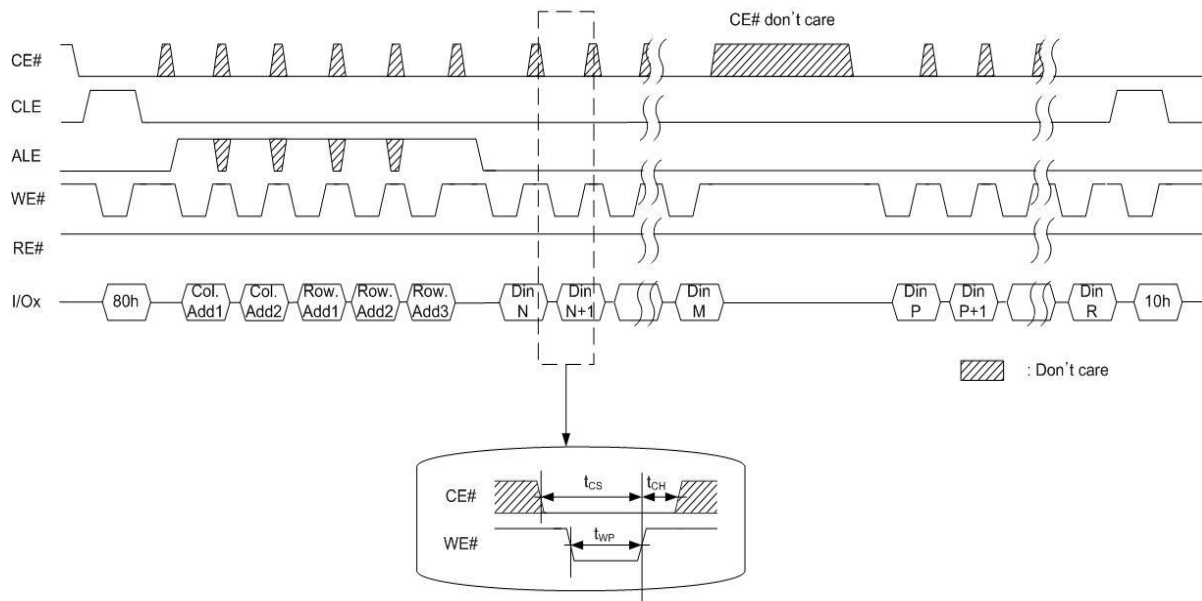 CE# don't care
CE#
CLE
ALE
WE#
RE#
I/Ox
80h
Col.
Add1
Col.
Add2
Row.
Add1
Row.
Add2
Row.
Add3
Din
N
Din
N+1
Din
M
Din
P
Din
P+1
Din
R
10h
: Don't care
CE#
tCS
tCH
WE#
tWP